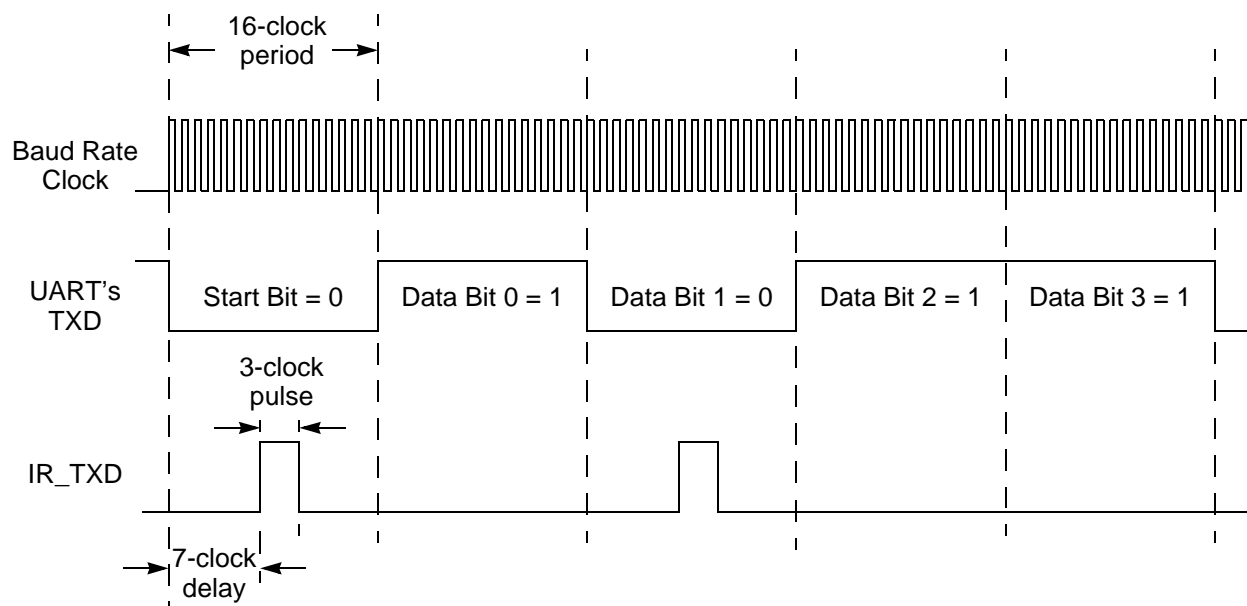 16-clock
period
Baud Rate
Clock
UART's
TXD
Start Bit = 0
Data Bit 0 = 1
Data Bit 1 = 0
Data Bit 2 = 1
Data Bit 3 = 1
3-clock
pulse
IR_TXD
7-clock
delay